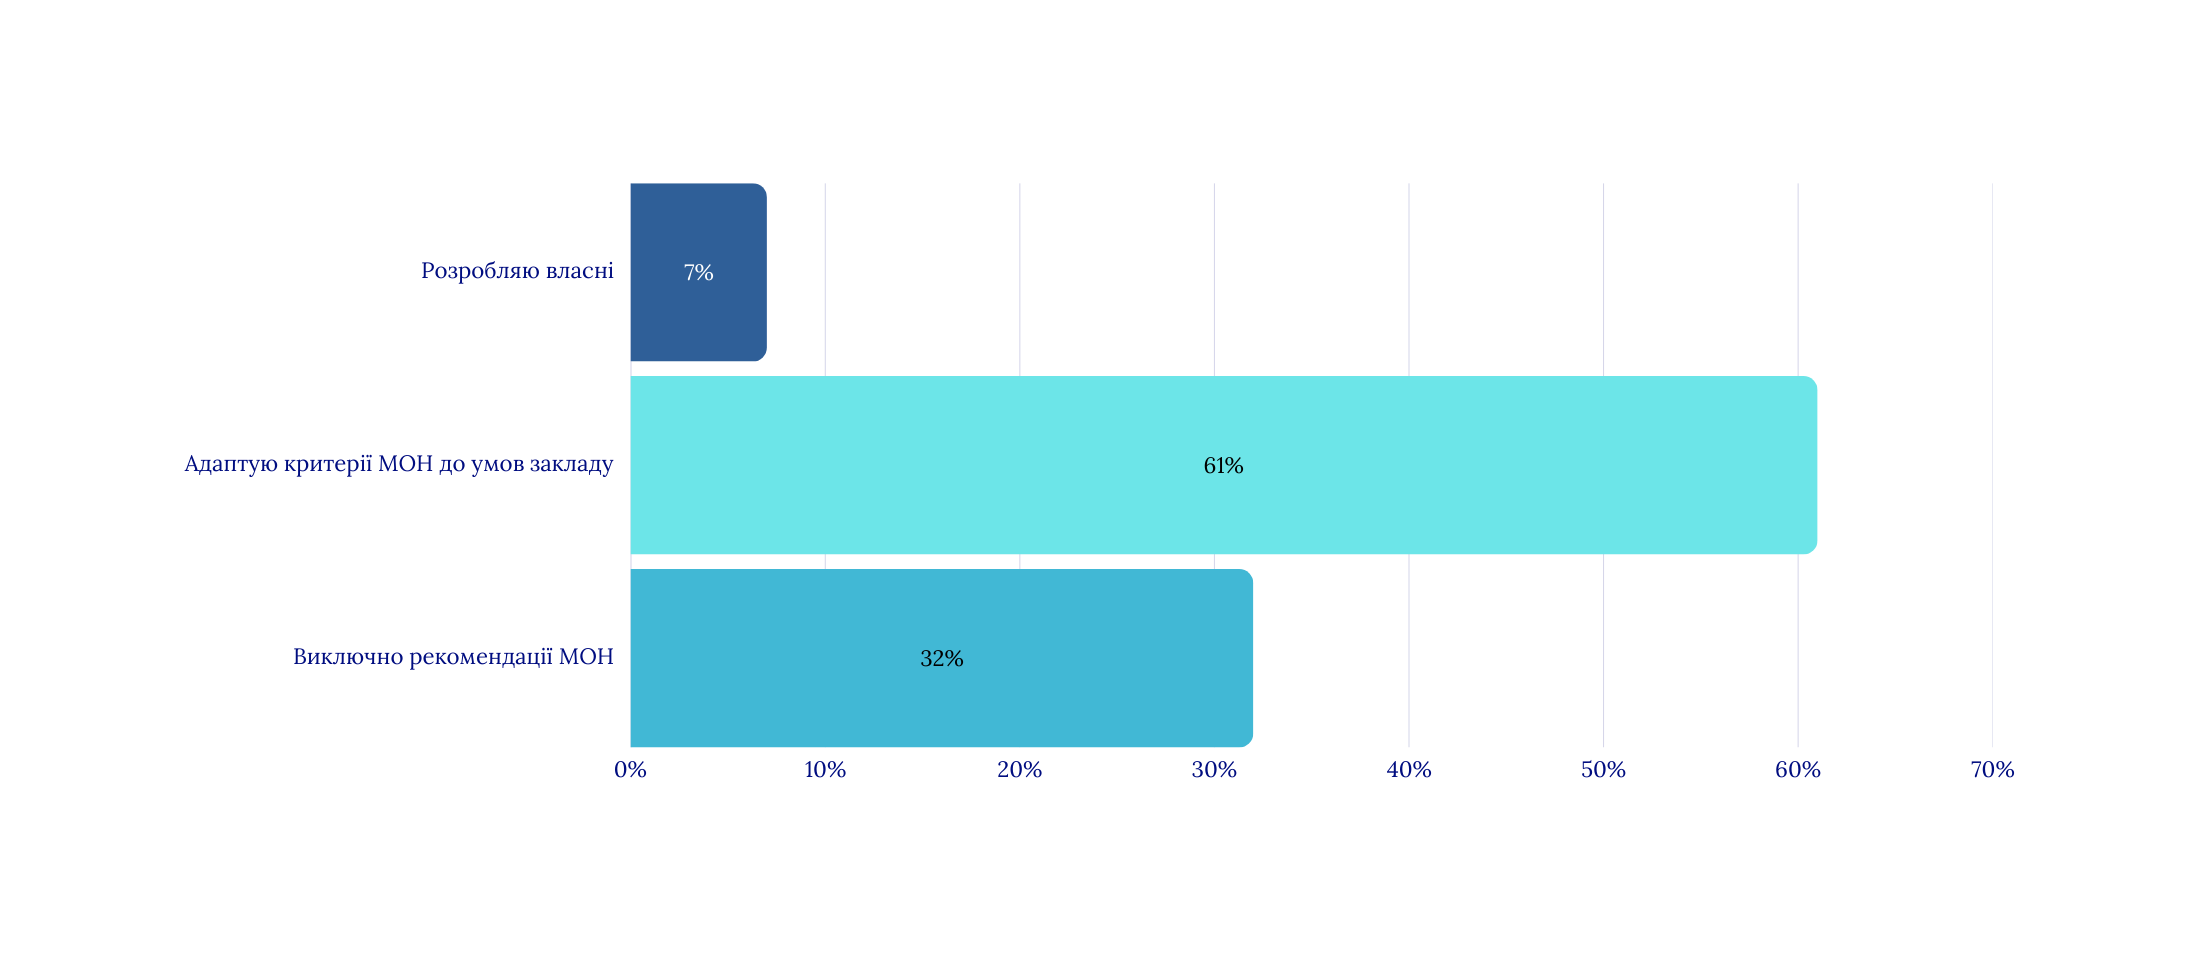 Розробляю власні
7%
Адаптую критерії МОН до умов закладу
61%
Виключно рекомендації МОН
32%
0% 10% 20% 30% 40% 50% 60% 70%